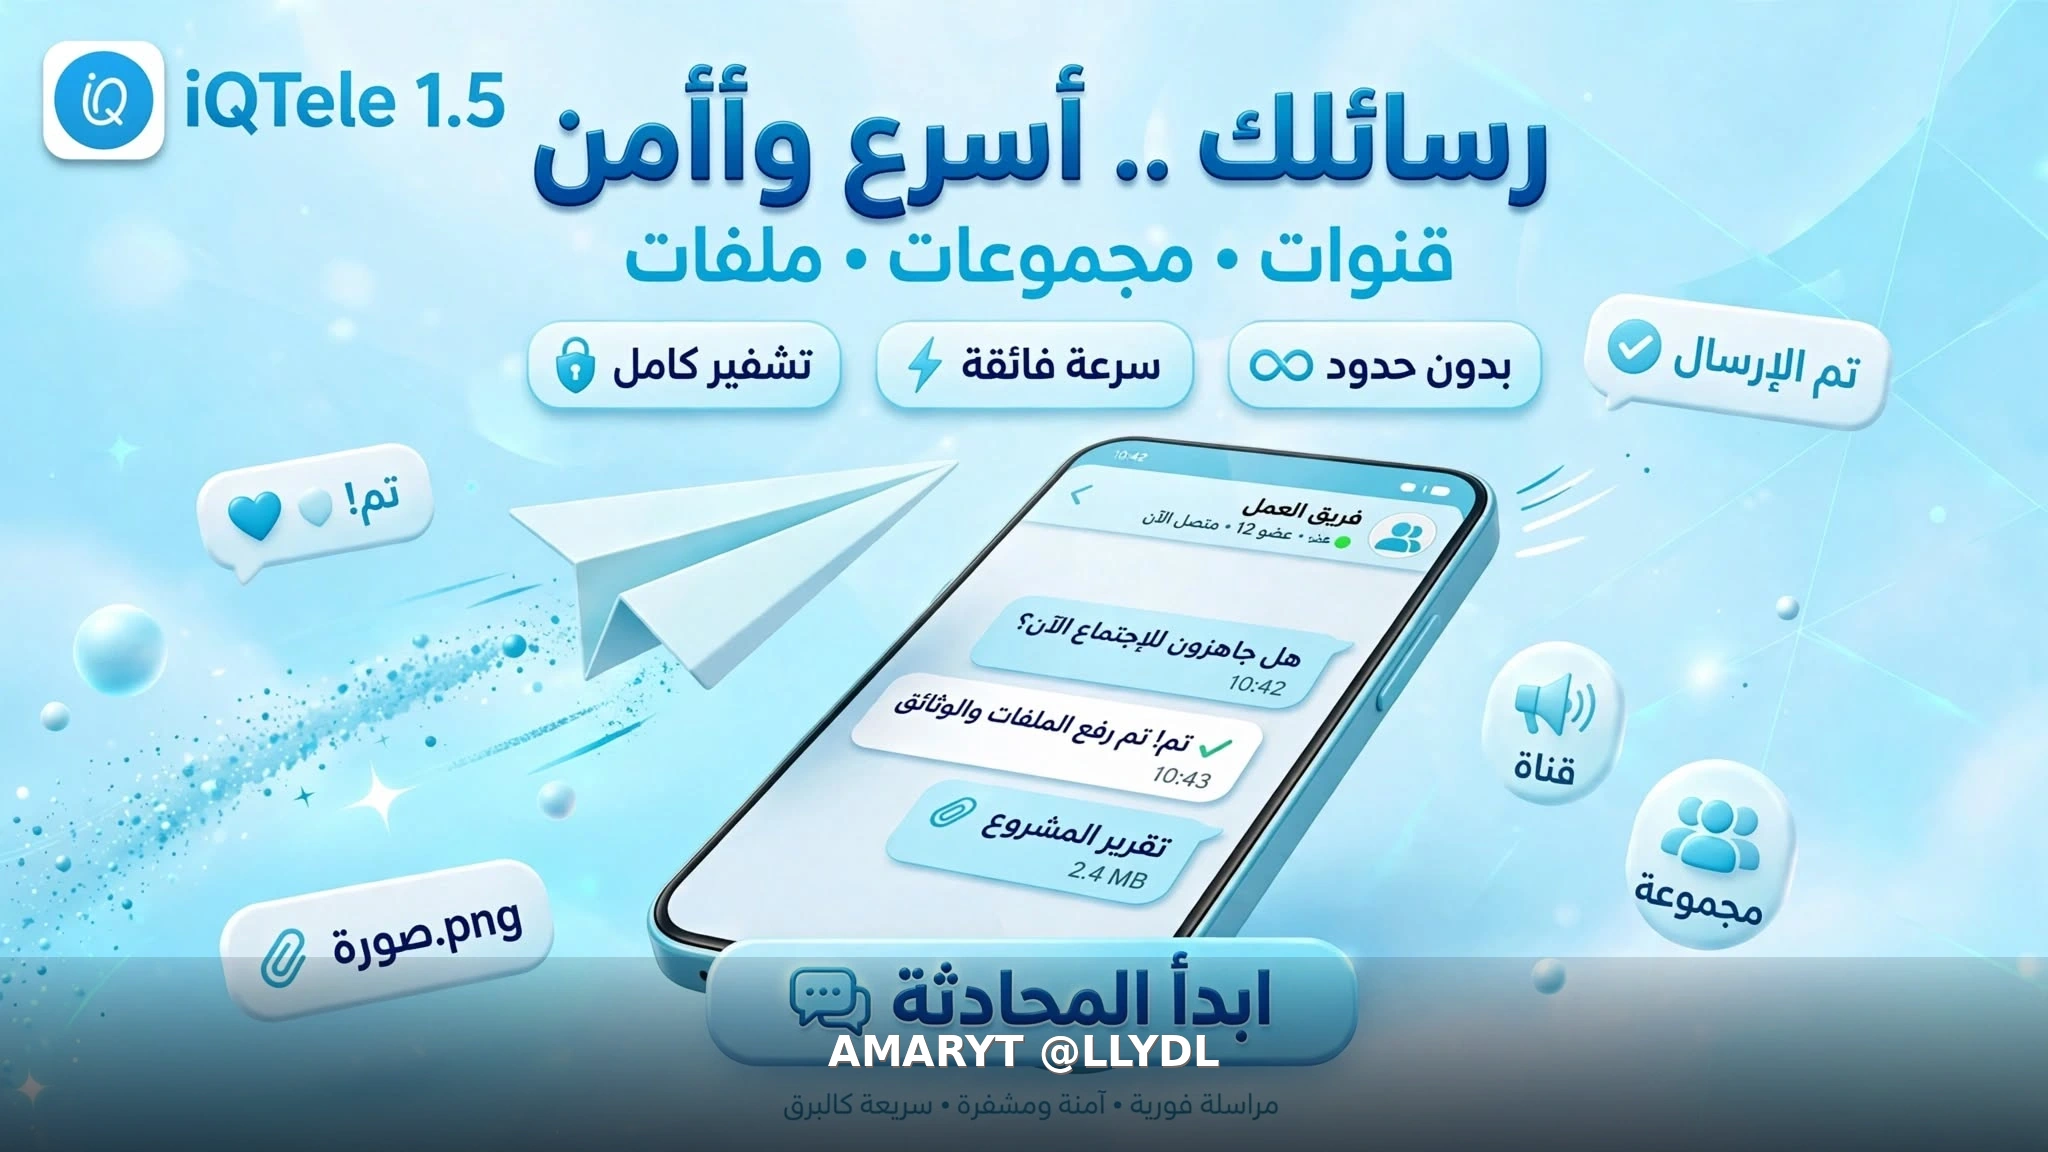 iQTele 1.5
رسائلك .. أسرع وأأمن
قنوات • مجموعات • ملفات
بدون حدود
سرعة فائقة
تشفير كامل
تم الإرسال
تم!
10:42
فريق العمل
عضو 12 • متصل الآن
هل جاهزون للإجتماع الآن؟
10:42
تم! تم رفع الملفات والوثائق
10:43
تقرير المشروع
2.4 MB
قناة
مجموعة
صورة.png
ابدأ المحادثة
AMARYT @LLYDL
مراسلة فورية • آمنة ومشفرة • سريعة كالبرق